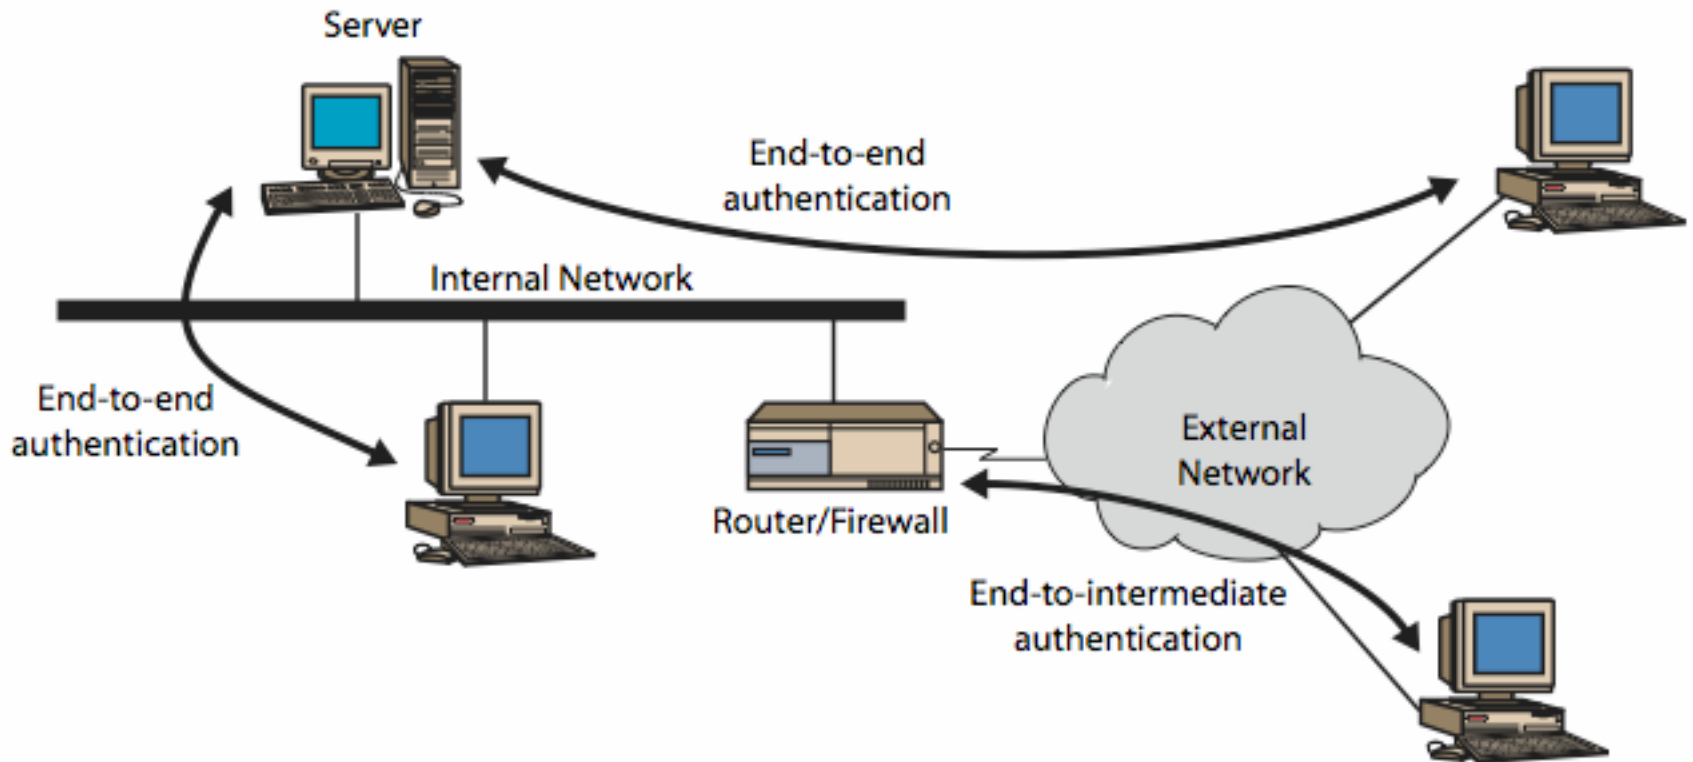 Server
End-to-end
authentication
Internal Network
End-to-end
authentication
External
Network
Router/Firewall
End-to-intermediate
authentication